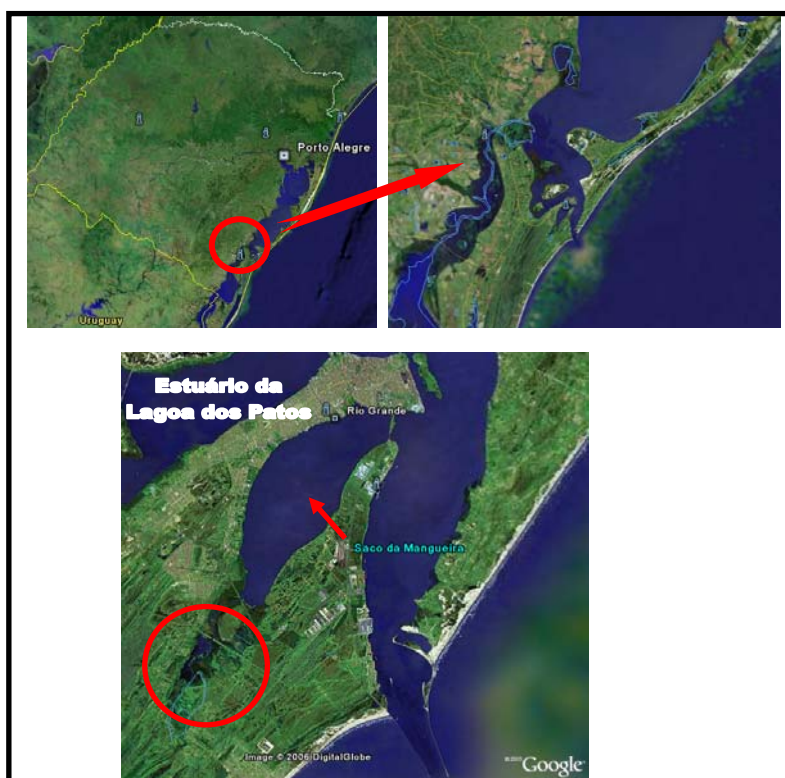 Porto Alegre
Uruguay
Estuário da
Lagoa dos Patos
Rio Grande
Saco da Mangueira
Image © 2006 DigitalGlobe
Google